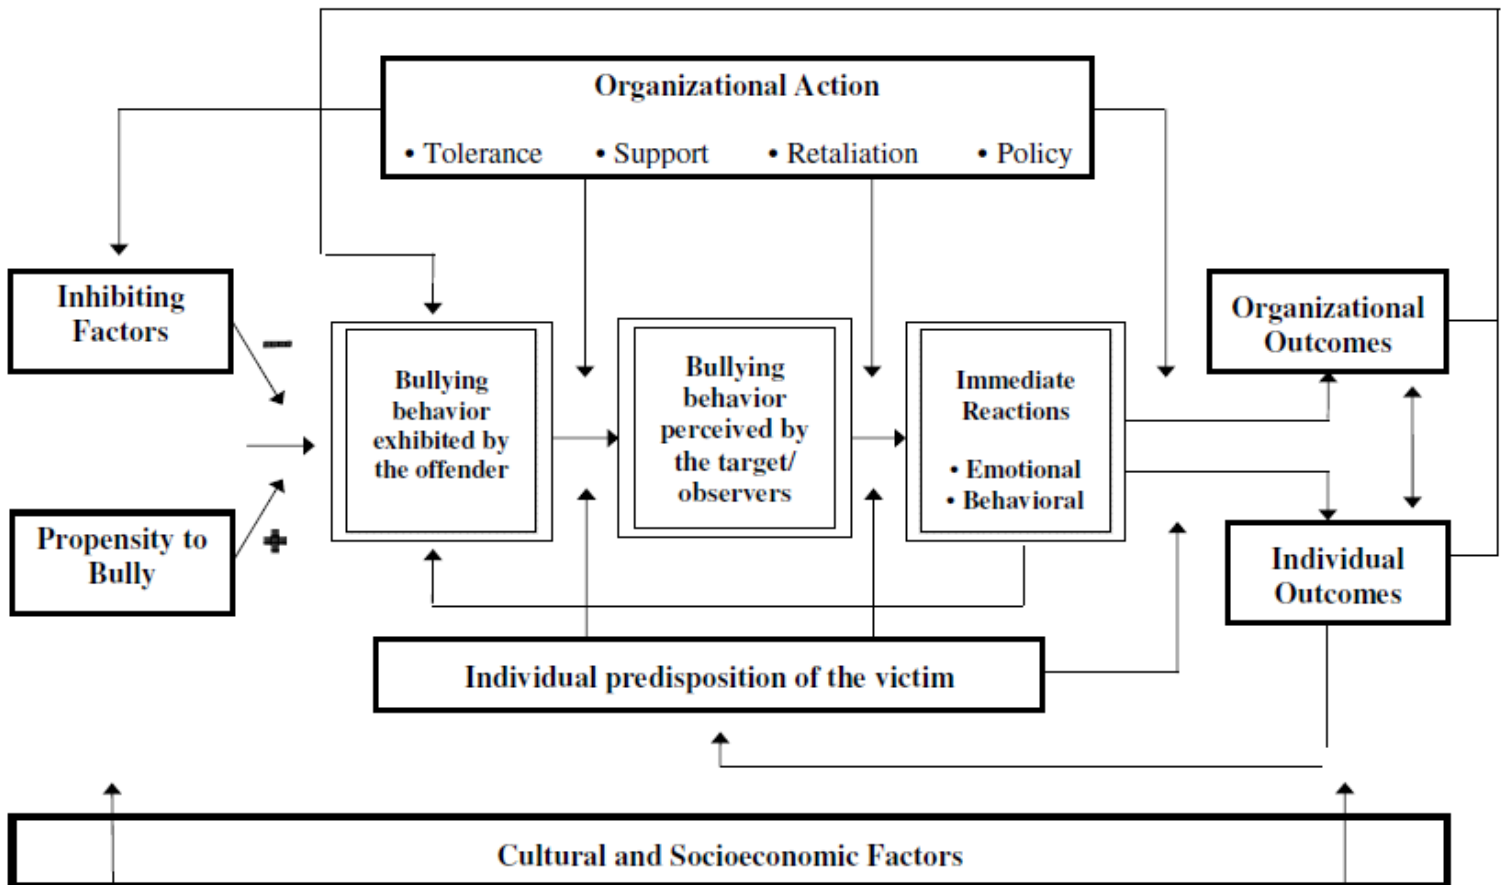 Organizational Action
• Tolerance • Support • Retaliation • Policy
Inhibiting
Factors
−
Propensity to
Bully
+
Bullying
behavior
exhibited by
the offender
Bullying
behavior
perceived by
the target/
observers
Immediate
Reactions
• Emotional
• Behavioral
Organizational
Outcomes
Individual
Outcomes
Individual predisposition of the victim
Cultural and Socioeconomic Factors